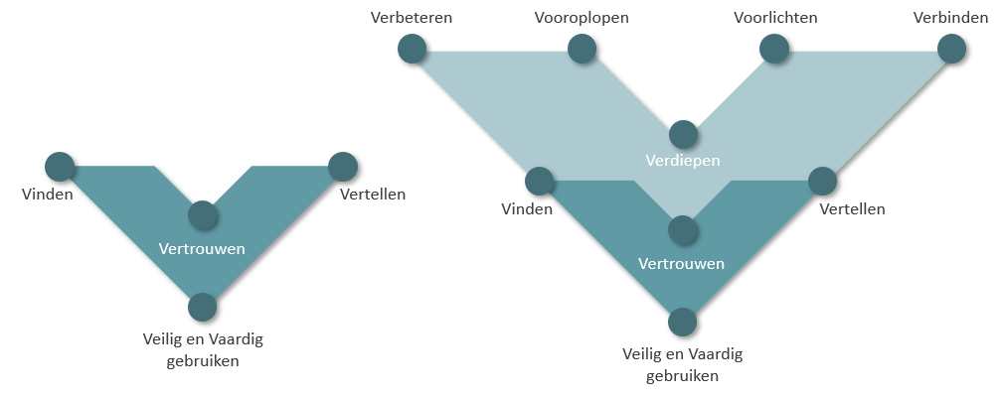 Vinden
Vertellen
Vertrouwen
Veilig en Vaardig
gebruiken
Verbeteren
Vooroplopen
Voorlichten
Verbinden
Verdiepen
Vinden
Vertellen
Vertrouwen
Veilig en Vaardig
gebruiken